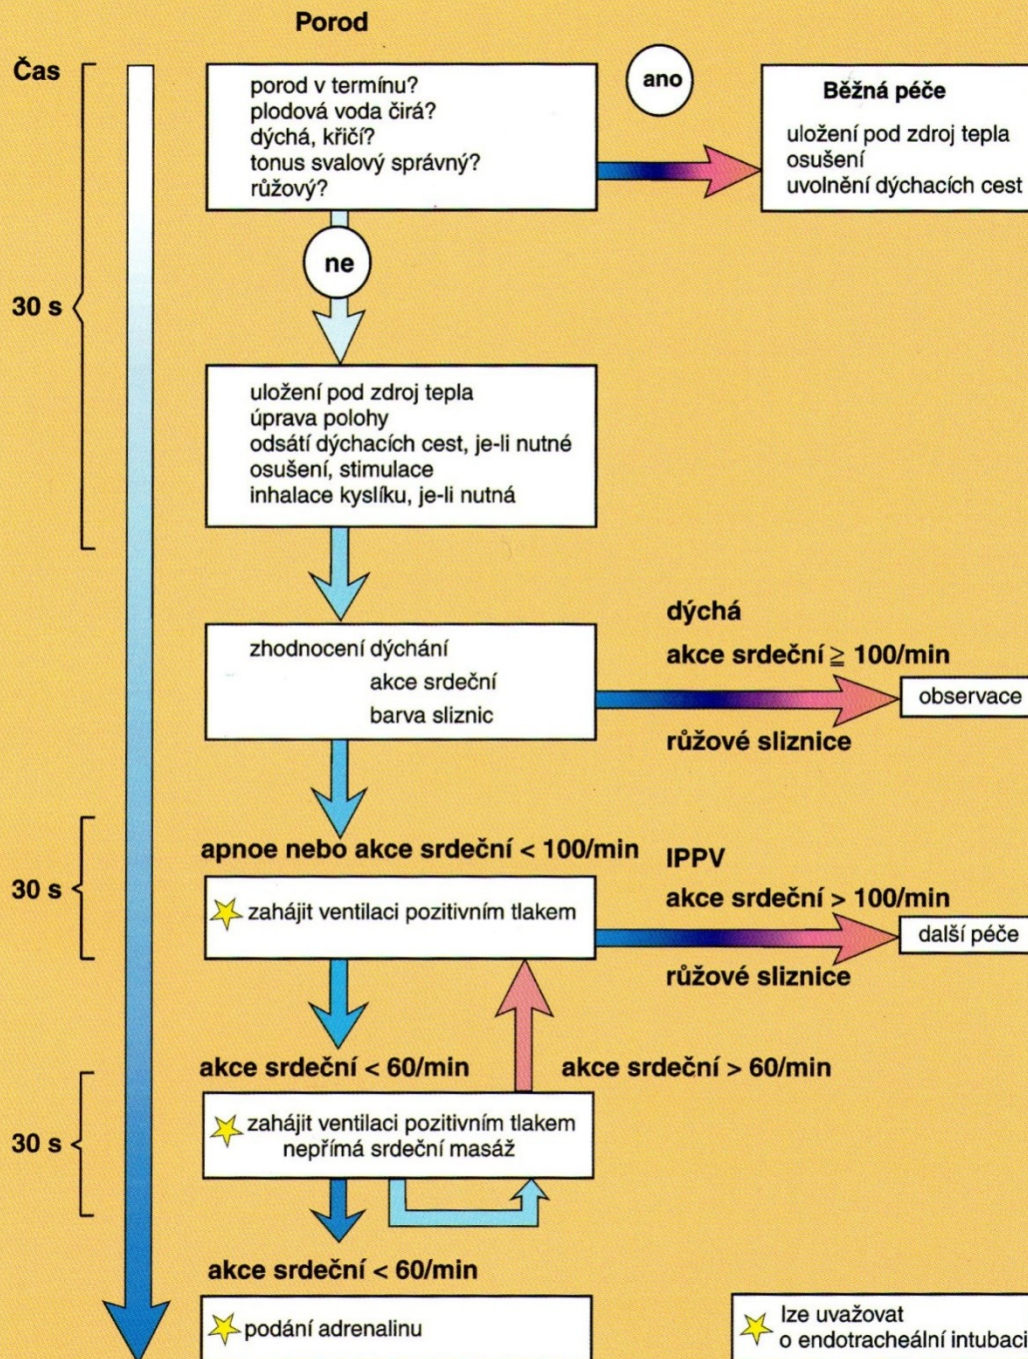 Porod
Čas
porod v termínu?
plodová voda čirá?
dýchá, křičí?
tonus svalový správný?
růžový?
ano
Běžná péče
uložení pod zdroj tepla
osušení
uvolnění dýchacích cest
ne
30 s
uložení pod zdroj tepla
úprava polohy
odsátí dýchacích cest, je-li nutné
osušení, stimulace
inhalace kyslíku, je-li nutná
zhodnocení dýchání
akce srdeční
barva sliznic
dýchá
akce srdeční ≧ 100/min
růžové sliznice
observace
apnoe nebo akce srdeční < 100/min
30 s
zahájit ventilaci pozitivním tlakem
IPPV
akce srdeční > 100/min
růžové sliznice
další péče
akce srdeční < 60/min
akce srdeční > 60/min
30 s
zahájit ventilaci pozitivním tlakem
nepřímá srdeční masáž
akce srdeční < 60/min
podání adrenalinu
lze uvažovat
o endotracheální intubaci